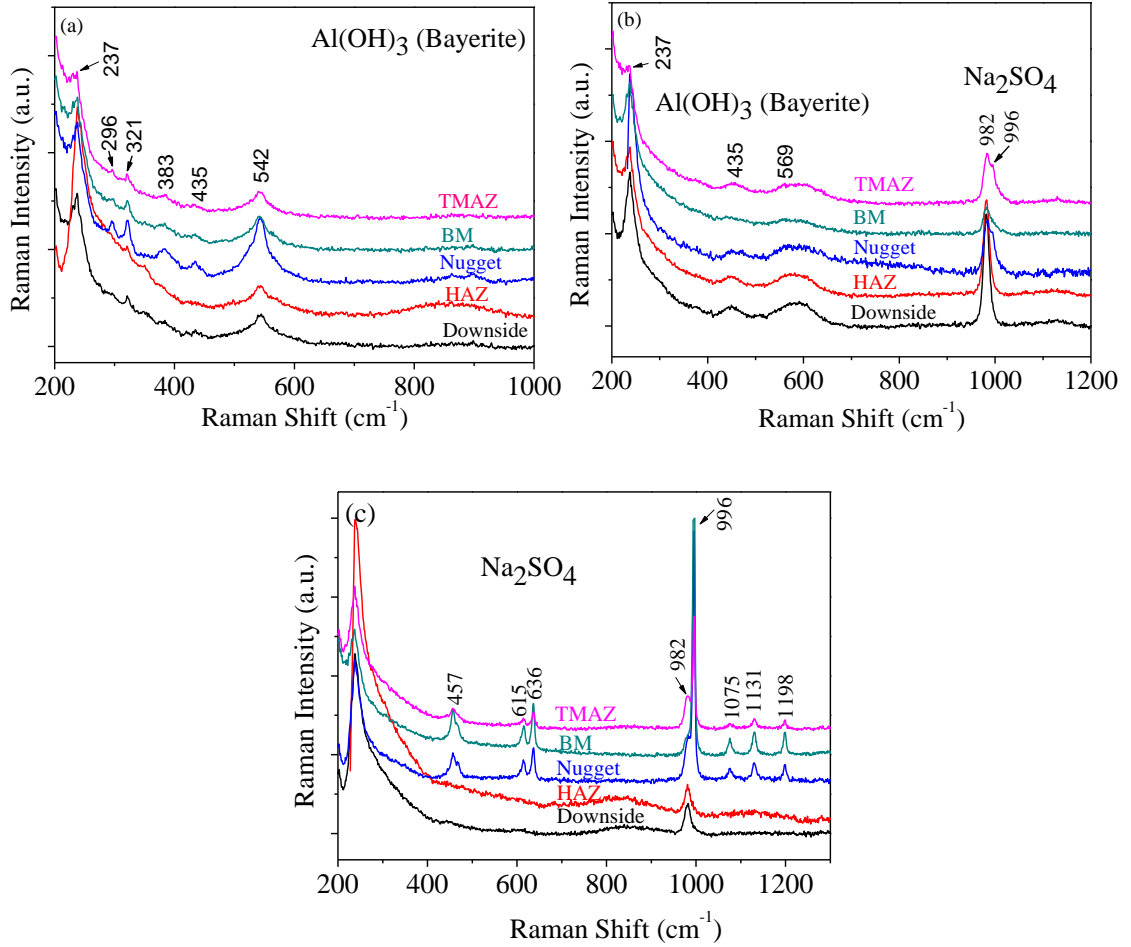 (a)
Al(OH)3 (Bayerite)
237
296
321
383
435
542
TMAZ
BM
Nugget
HAZ
Downside
200 400 600 800 1000
Raman Shift (cm-1)
Raman Intensity (a.u.)
(b)
237
Al(OH)3 (Bayerite)
Na2SO4
435
569
982
996
TMAZ
BM
Nugget
HAZ
Downside
200 400 600 800 1000 1200
Raman Shift (cm-1)
Raman Intensity (a.u.)
(c)
Na2SO4
996
982
457
615
636
1075
1131
1198
TMAZ
BM
Nugget
HAZ
Downside
200 400 600 800 1000 1200
Raman Shift (cm-1)
Raman Intensity (a.u.)